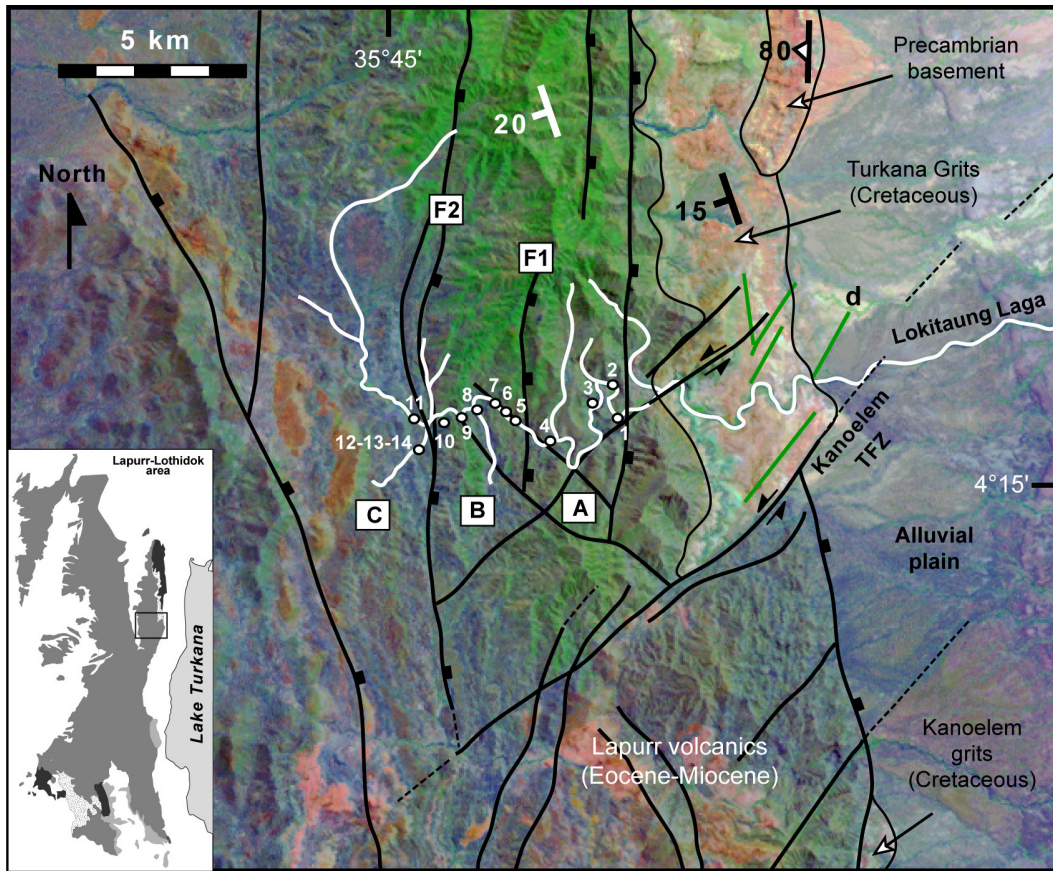 5 km
35°45'
80
Precambrian
basement
20
North
Turkana Grits
(Cretaceous)
15
F2
F1
d
Lokitaung Laga
2
7
3
6
8
5
11
4
1
10
9
12-13-14
Kanoelem
TFZ
4°15'
Lapurr-Lothidok
area
C
B
A
Alluvial
plain
Lake Turkana
Lapurr volcanics
(Eocene-Miocene)
Kanoelem
grits
(Cretaceous)